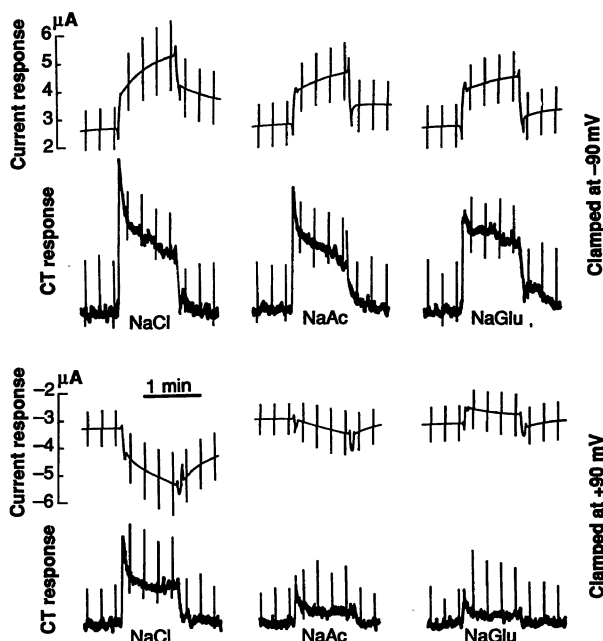 μA
6
5
4
3
2
Current response
CT response
NaCl
NaAc
NaGlu
Clamped at –90 mV
μA
1 min
–2
–3
–4
–5
–6
Current response
CT response
NaCl
NaAc
NaGlu
Clamped at +90 mV